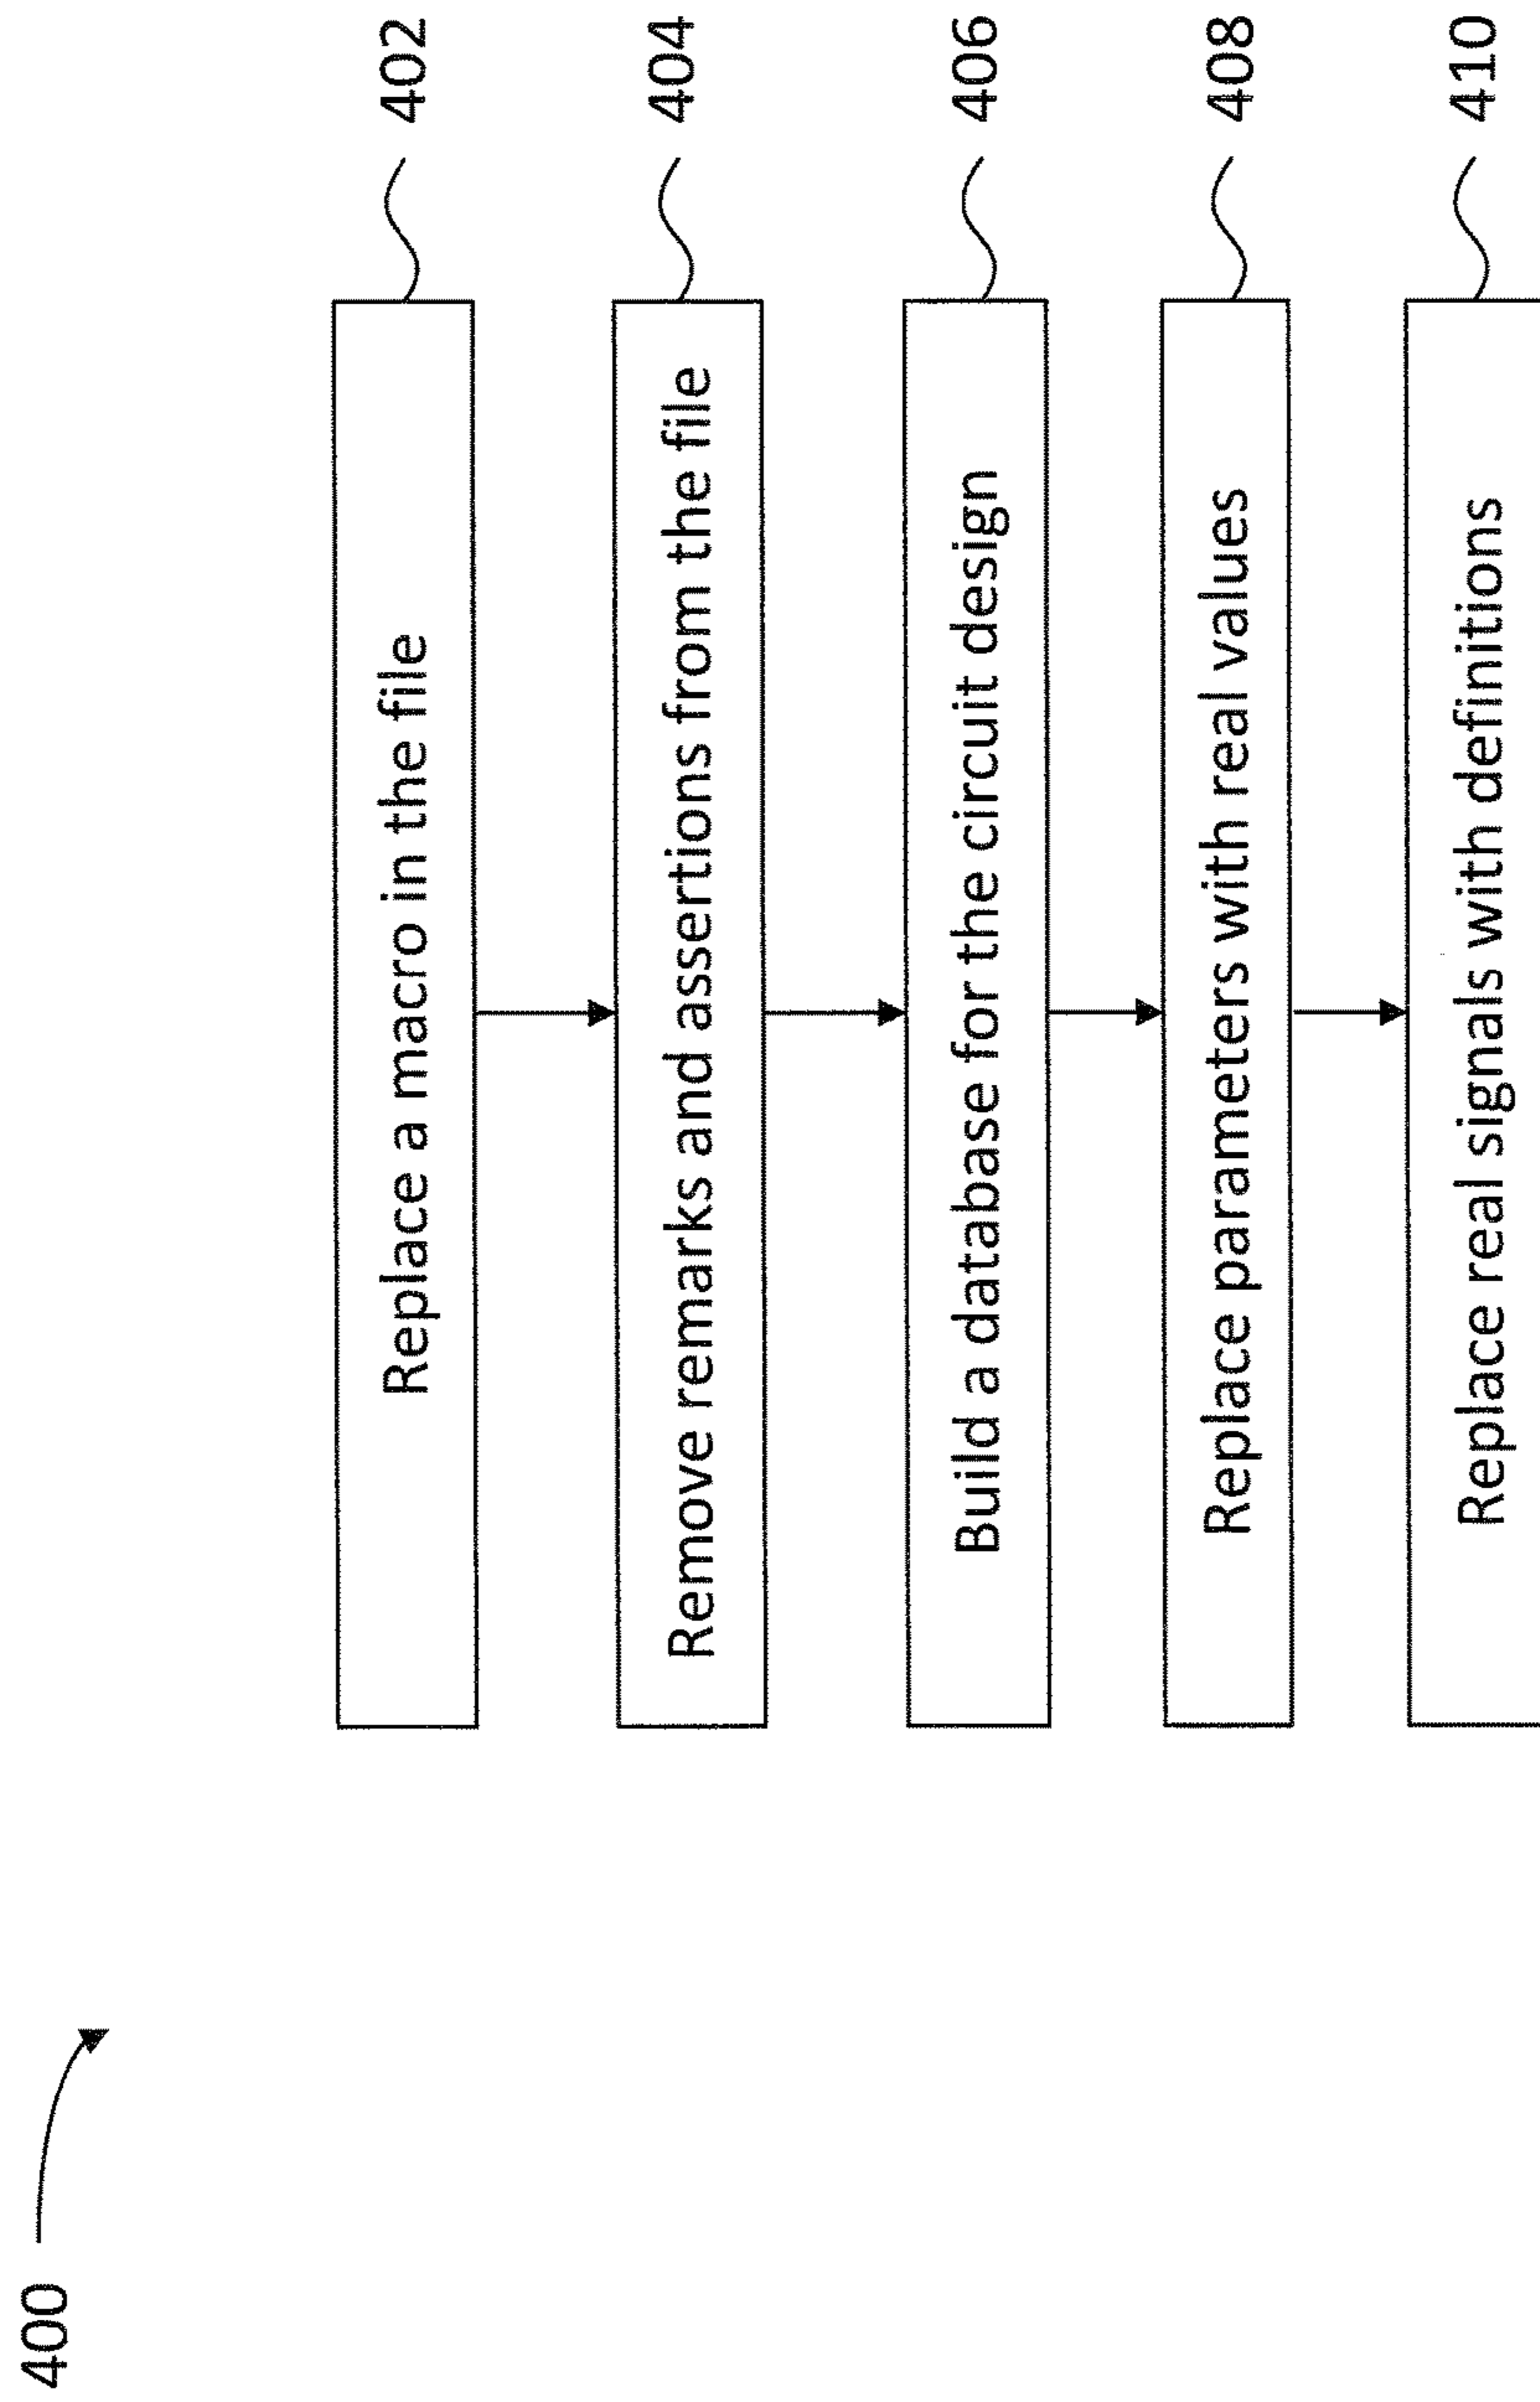 400
Replace a macro in the file
402
Remove remarks and assertions from the file
404
Build a database for the circuit design
406
Replace parameters with real values
408
Replace real signals with definitions
410